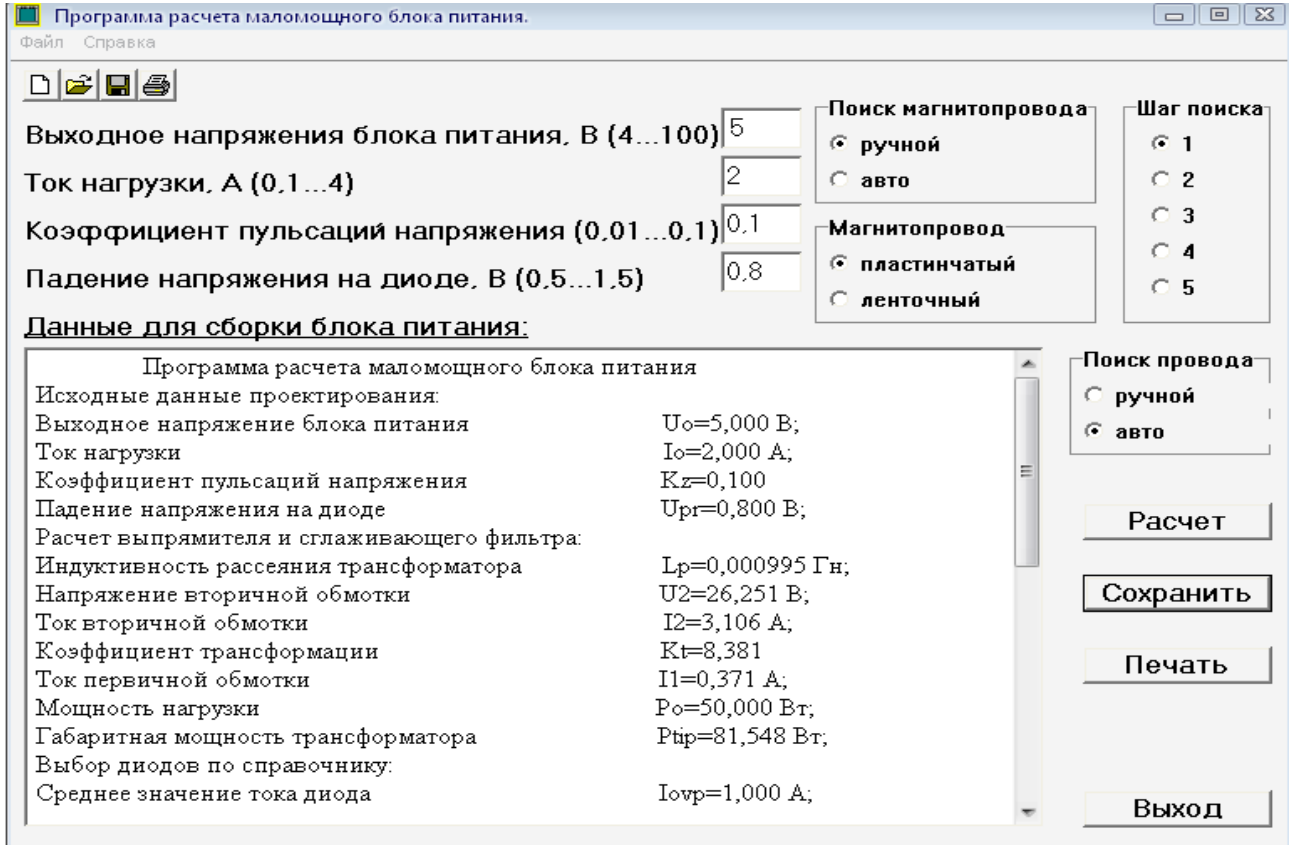 Программа расчета маломощного блока питания.
Файл Справка
Выходное напряжения блока питания, В (4...100) 5
Ток нагрузки, А (0,1...4) 2
Коэффициент пульсаций напряжения (0,01...0,1) 0,1
Падение напряжения на диоде, В (0,5...1,5) 0,8
Поиск магнитопровода
ручной
авто
Магнитопровод
пластинчатый
ленточный
Шаг поиска
1
2
3
4
5
Данные для сборки блока питания:
Программа расчета маломощного блока питания
Исходные данные проектирования:
Выходное напряжение блока питания Uo=5,000 В;
Ток нагрузки Io=2,000 А;
Коэффициент пульсаций напряжения Kz=0,100
Падение напряжения на диоде Upr=0,800 В;
Расчет выпрямителя и сглаживающего фильтра:
Индуктивность рассеяния трансформатора Lp=0,000995 Гн;
Напряжение вторичной обмотки U2=26,251 В;
Ток вторичной обмотки I2=3,106 А;
Коэффициент трансформации Kt=8,381
Ток первичной обмотки I1=0,371 А;
Мощность нагрузки Po=50,000 Вт;
Габаритная мощность трансформатора Ptip=81,548 Вт;
Выбор диодов по справочнику:
Среднее значение тока диода Iovp=1,000 А;
Поиск провода
ручной
авто
Расчет
Сохранить
Печать
Выход